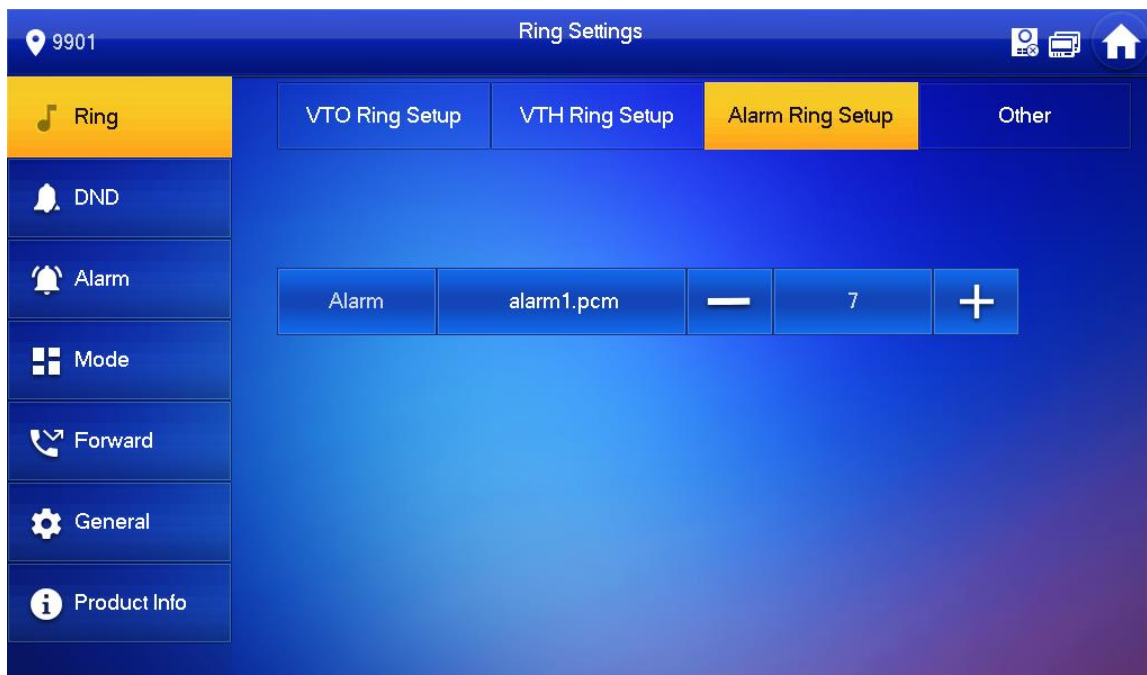 9901
Ring Settings
Ring
VTO Ring Setup
VTH Ring Setup
Alarm Ring Setup
Other
DND
Alarm
Alarm
alarm1.pcm
7
Mode
Forward
General
Product Info